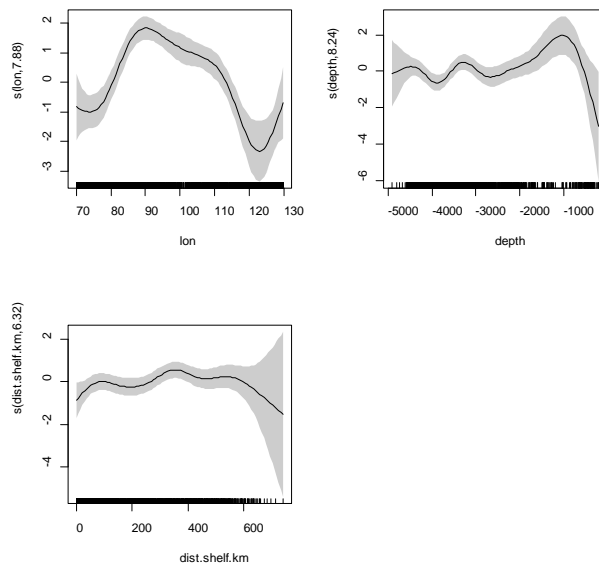 s(lon,7.88)
2
1
0
-1
-2
-3
70 80 90 100 110 120 130
lon
s(depth,8.24)
2
0
-2
-4
-6
-5000 -4000 -3000 -2000 -1000
depth
s(dist.shelf.km,6.32)
2
0
-2
-4
0 200 400 600
dist.shelf.km